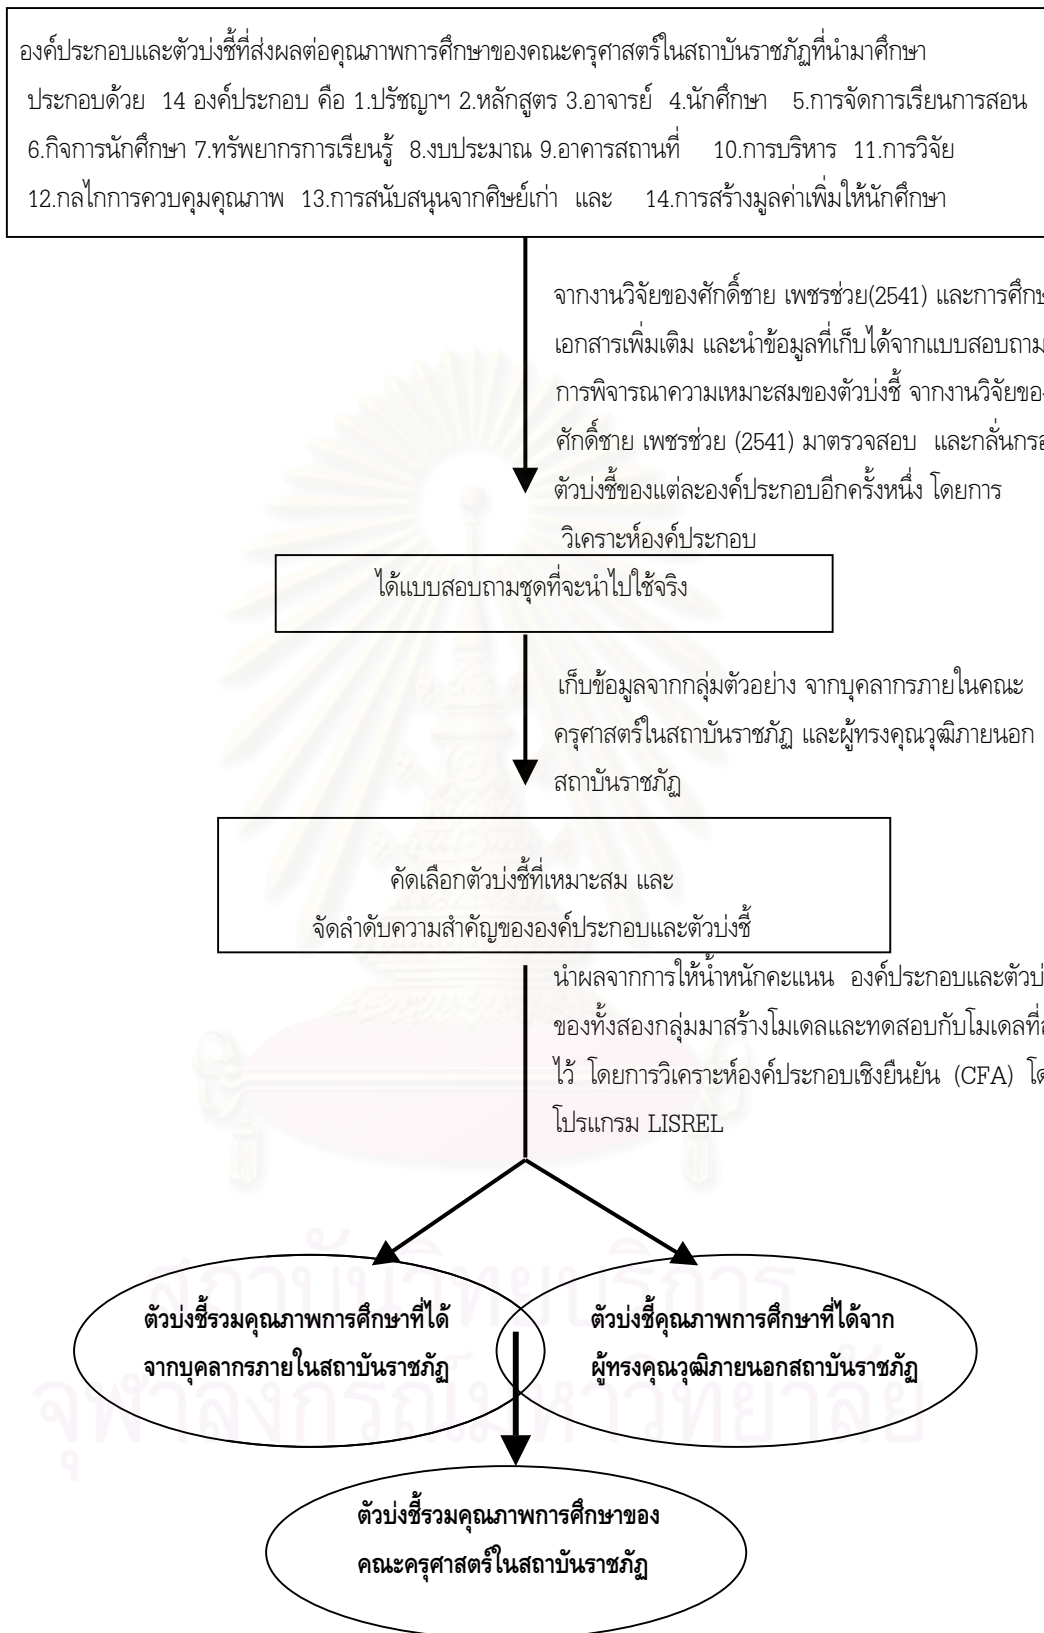 องค์ประกอบและตัวบ่งชี้ที่ส่งผลต่อคุณภาพการศึกษาของคณะครุศาสตร์ในสถาบันราชภัฏที่นำมาศึกษา
ประกอบด้วย 14 องค์ประกอบ คือ 1.ปรัชญาฯ 2.หลักสูตร 3.อาจารย์ 4.นักศึกษา 5.การจัดการเรียนการสอน
6.กิจการนักศึกษา 7.ทรัพยากรการเรียนรู้ 8.งบประมาณ 9.อาคารสถานที่ 10.การบริหาร 11.การวิจัย
12.กลไกการควบคุมคุณภาพ 13.การสนับสนุนจากศิษย์เก่า และ 14.การสร้างมูลค่าเพิ่มให้นักศึกษา
จากงานวิจัยของศักดิ์ชาย เพชรช่วย(2541) และการศึกษ
เอกสารเพิ่มเติม และนำข้อมูลที่เก็บได้จากแบบสอบถาม
การพิจารณาความเหมาะสมของตัวบ่งชี้ จากงานวิจัยขอ
ศักดิ์ชาย เพชรช่วย (2541) มาตรวจสอบ และกลั่นกรอ
ตัวบ่งชี้ของแต่ละองค์ประกอบอีกครั้งหนึ่ง โดยการ
วิเคราะห์องค์ประกอบ
ได้แบบสอบถามชุดที่จะนำไปใช้จริง
เก็บข้อมูลจากกลุ่มตัวอย่าง จากบุคลากรภายในคณะ
ครุศาสตร์ในสถาบันราชภัฏ และผู้ทรงคุณวุฒิภายนอก
สถาบันราชภัฏ
คัดเลือกตัวบ่งชี้ที่เหมาะสม และ
จัดลำดับความสำคัญขององค์ประกอบและตัวบ่งชี้
นำผลจากการให้น้ำหนักคะแนน องค์ประกอบและตัวบ่
ของทั้งสองกลุ่มมาสร้างโมเดลและทดสอบกับโมเดลที่
ไว้ โดยการวิเคราะห์องค์ประกอบเชิงยืนยัน (CFA) โด
โปรแกรม LISREL
ตัวบ่งชี้รวมคุณภาพการศึกษาที่ได้
จากบุคลากรภายในสถาบันราชภัฏ
ตัวบ่งชี้คุณภาพการศึกษาที่ได้จาก
ผู้ทรงคุณวุฒิภายนอกสถาบันราชภัฏ
สถาบันวิทยบริการ
จุฬาลงกรณ์มหาวิทยาลัย
ตัวบ่งชี้รวมคุณภาพการศึกษาของ
คณะครุศาสตร์ในสถาบันราชภัฏ